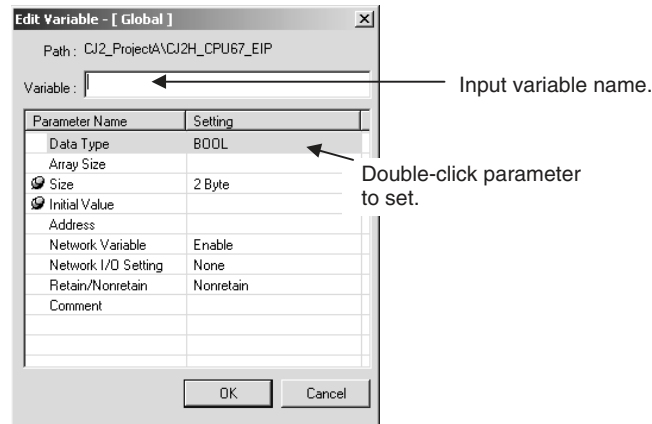 Edit Variable - [ Global ]
Path : CJ2_ProjectA\CJ2H_CPU67_EIP
Variable :
Input variable name.
Parameter Name Setting
Data Type BOOL
Array Size
Size 2 Byte
Initial Value
Address
Network Variable Enable
Network I/O Setting None
Retain/Nonretain Nonretain
Comment
Double-click parameter
to set.
OK Cancel